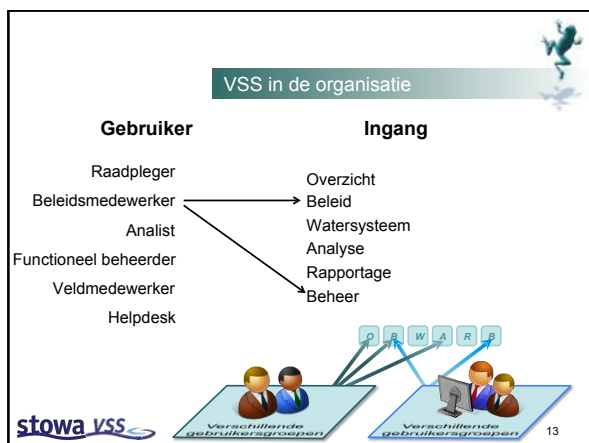 VSS in de organisatie
Gebruiker
Raadpleger
Beleidsmedewerker
Analist
Functioneel beheerder
Veldmedewerker
Helpdesk
Ingang
Overzicht
Beleid
Watersysteem
Analyse
Rapportage
Beheer
O B W A R B
Verschillende
gebruikersgroepen
Verschillende
gebruikersgroepen
stowa VSS
13